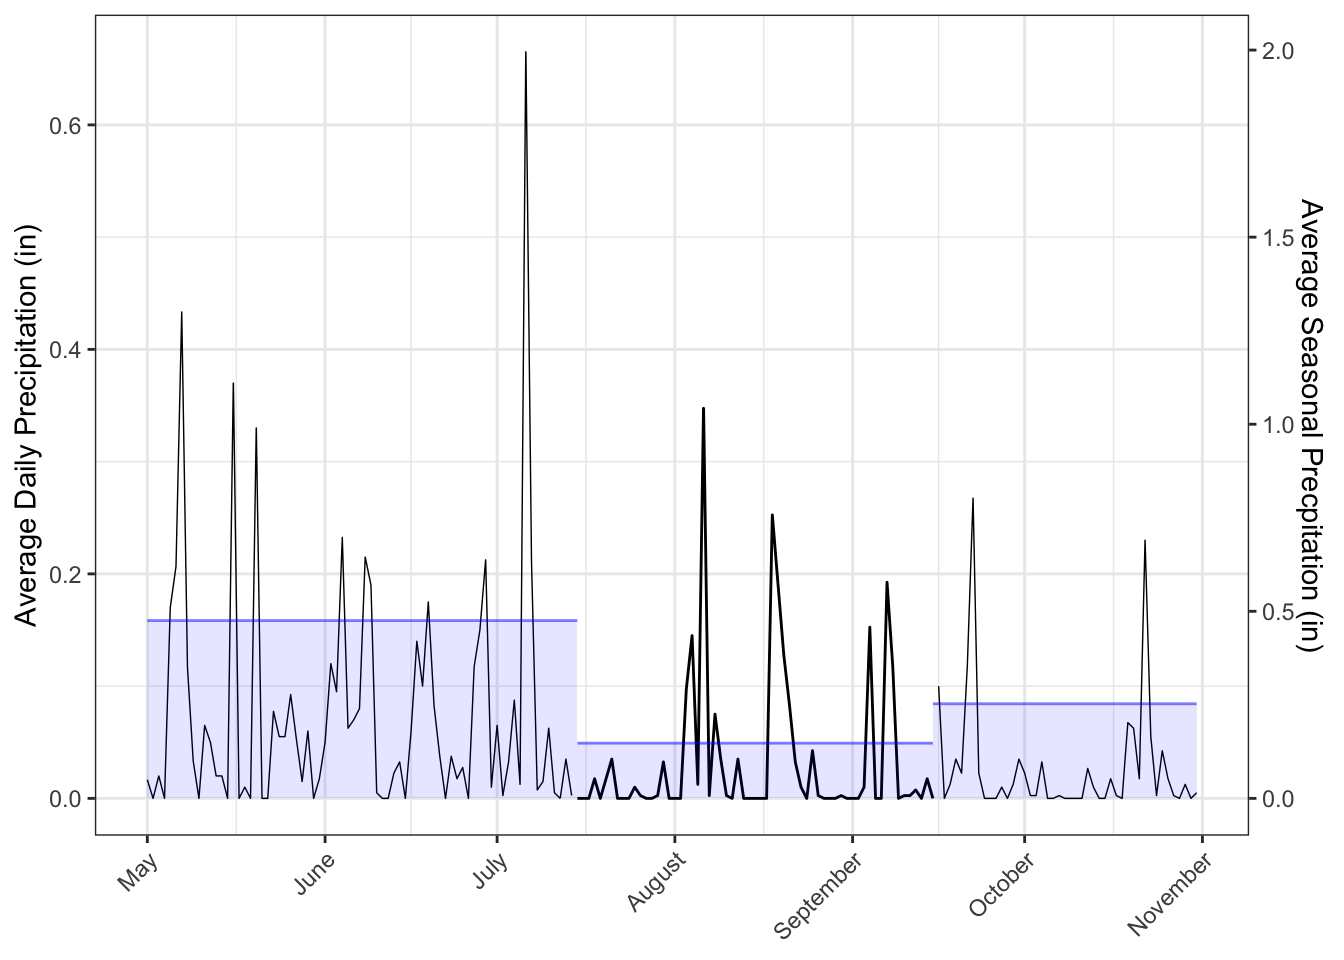 Average Daily Precipitation (in)
0.6
0.4
0.2
0.0
2.0
1.5
1.0
0.5
0.0
Average Seasonal Precpitation (in)
May
June
July
August
September
October
November